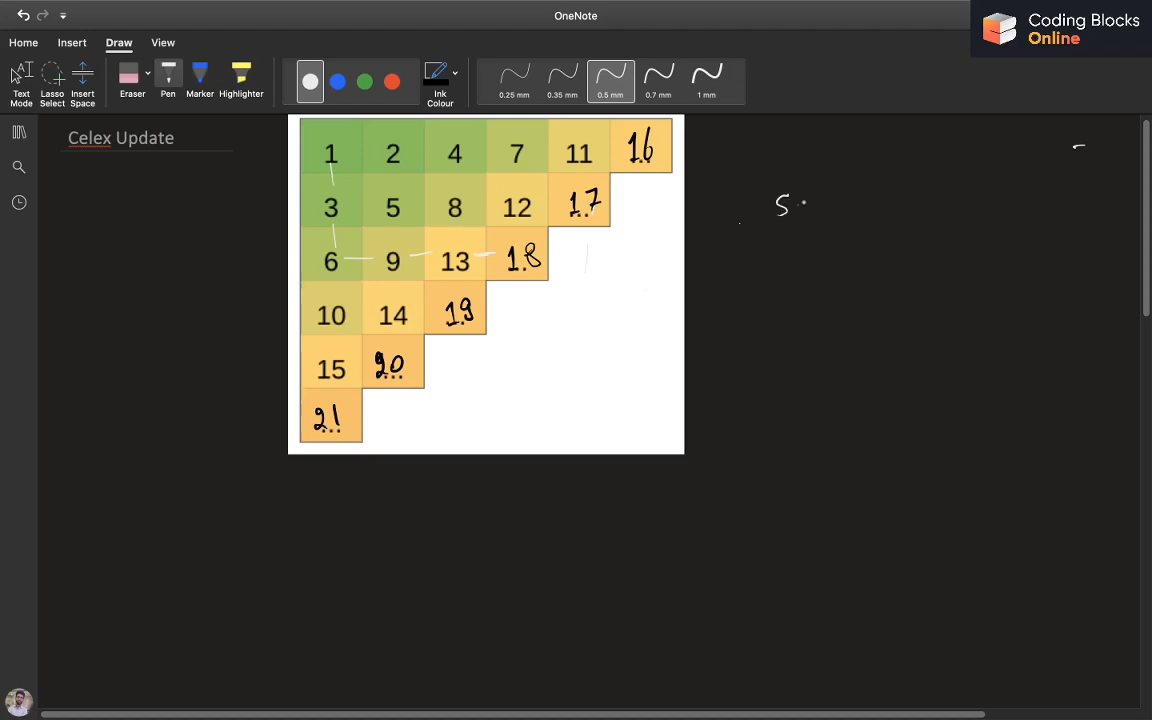 OneNote
Coding Blocks
Online
Home Insert Draw View
Text Mode
Lasso Select
Insert Space
Eraser
Pen
Marker
Highlighter
Ink Colour
0.25 mm
0.35 mm
0.5 mm
0.7 mm
1 mm
Celex Update
1 2 4 7 11 16
3 5 8 12 17
6 9 13 18
10 14 19
15 20
21
S